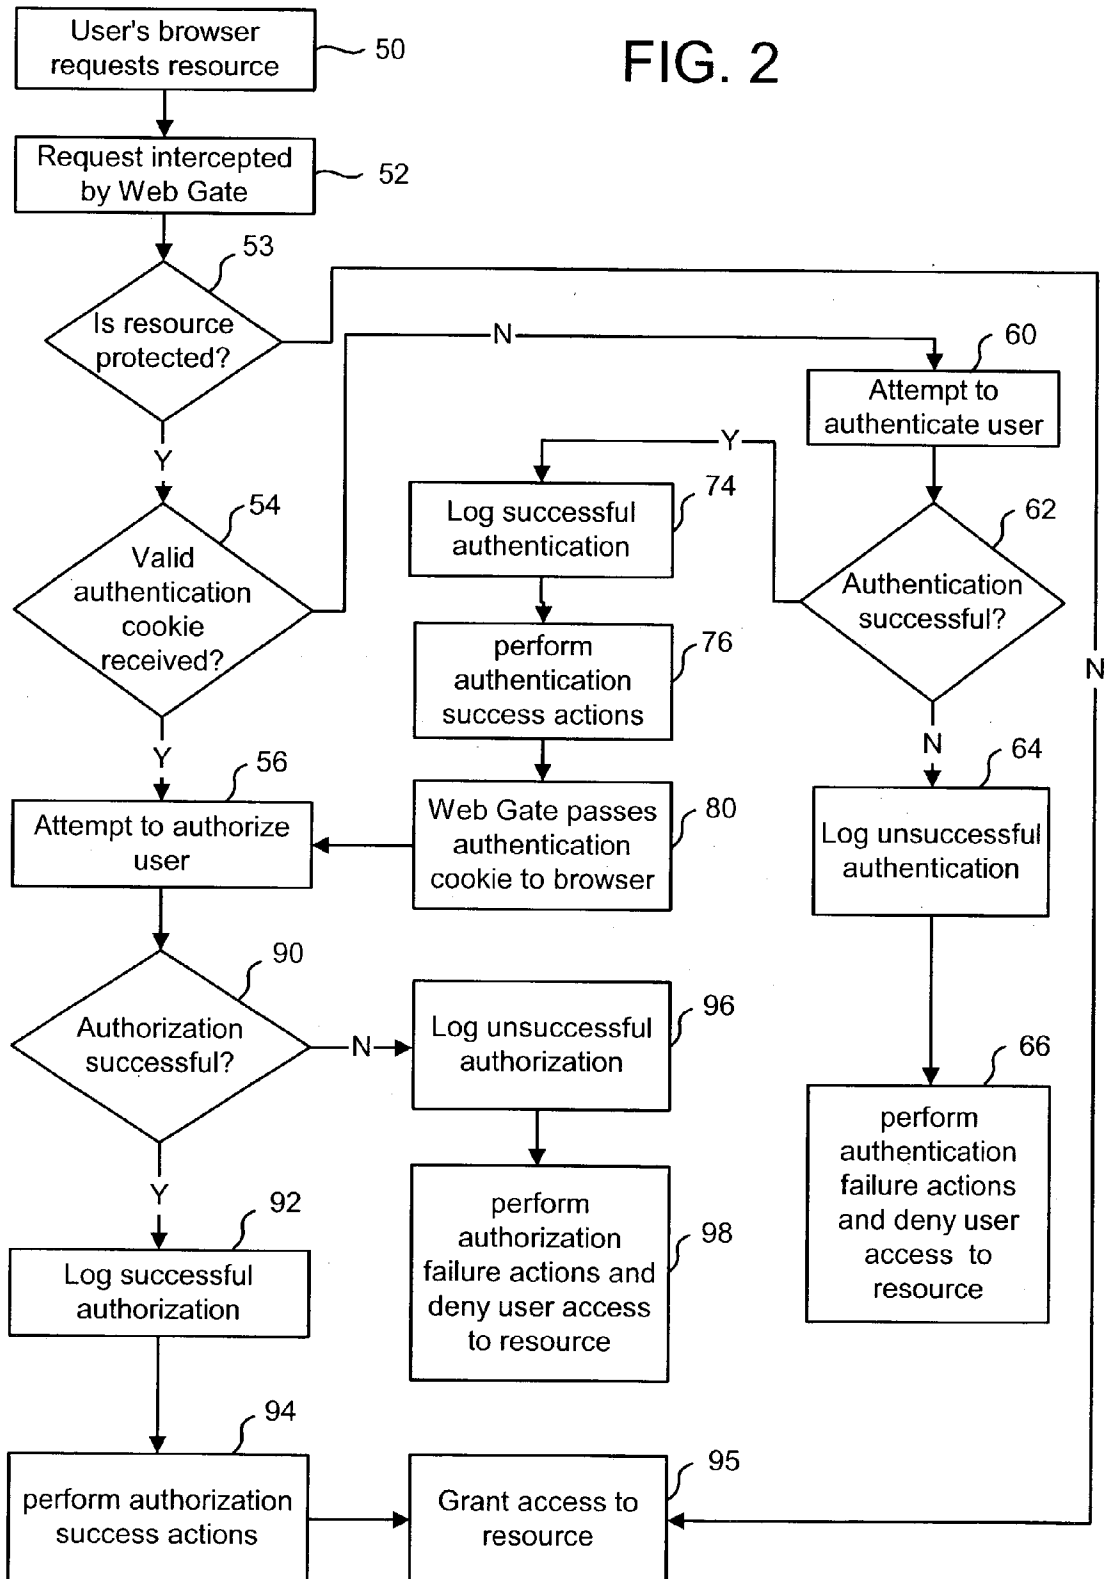 FIG. 2
User's browser
requests resource
50
Request intercepted
by Web Gate
52
53
Is resource
protected?
N
60
Attempt to
authenticate user
Y
Y
74
Log successful
authentication
54
Valid
authentication
cookie
received?
62
Authentication
successful?
76
perform
authentication
success actions
N
Y
N
56
Attempt to authorize
user
80
Web Gate passes
authentication
cookie to browser
64
Log unsuccessful
authentication
90
Authorization
successful?
N
96
Log unsuccessful
authorization
66
perform
authentication
failure actions
and deny user
access to
resource
Y
92
Log successful
authorization
98
perform
authorization
failure actions and
deny user access
to resource
94
perform authorization
success actions
95
Grant access to
resource